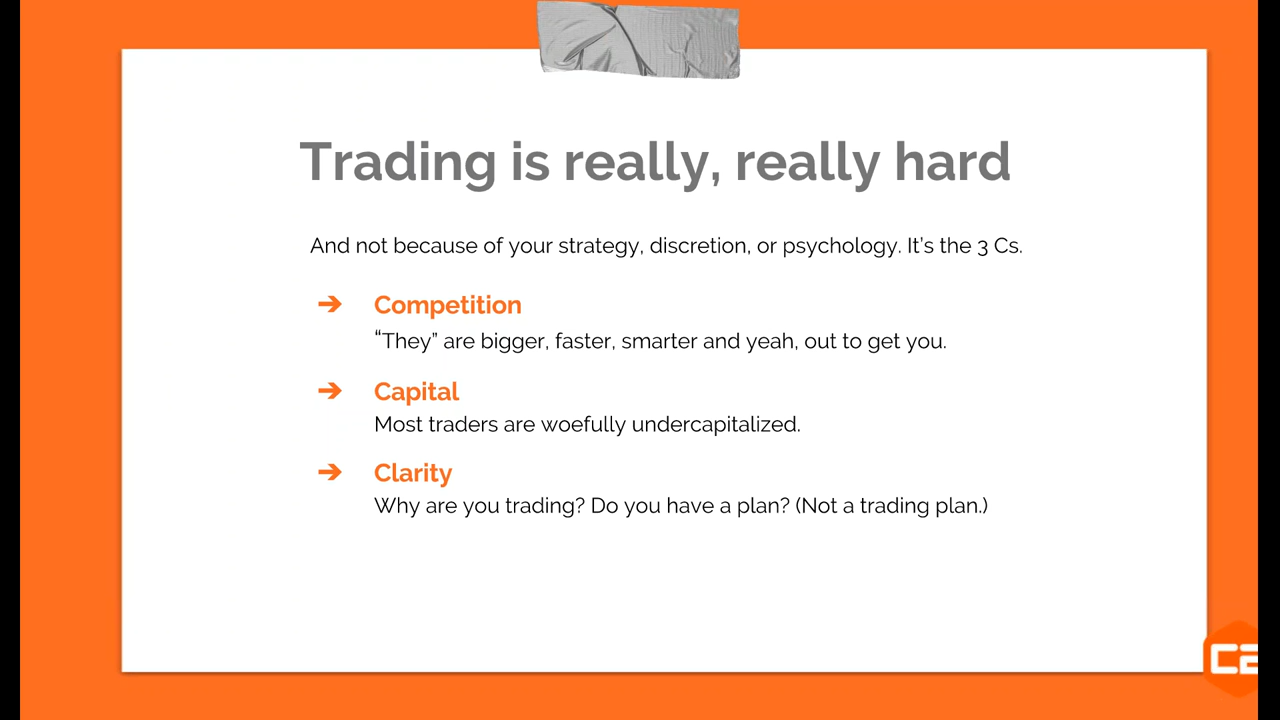 Trading is really, really hard
And not because of your strategy, discretion, or psychology. It's the 3 Cs.
➔ Competition
“They” are bigger, faster, smarter and yeah, out to get you.
➔ Capital
Most traders are woefully undercapitalized.
➔ Clarity
Why are you trading? Do you have a plan? (Not a trading plan.)